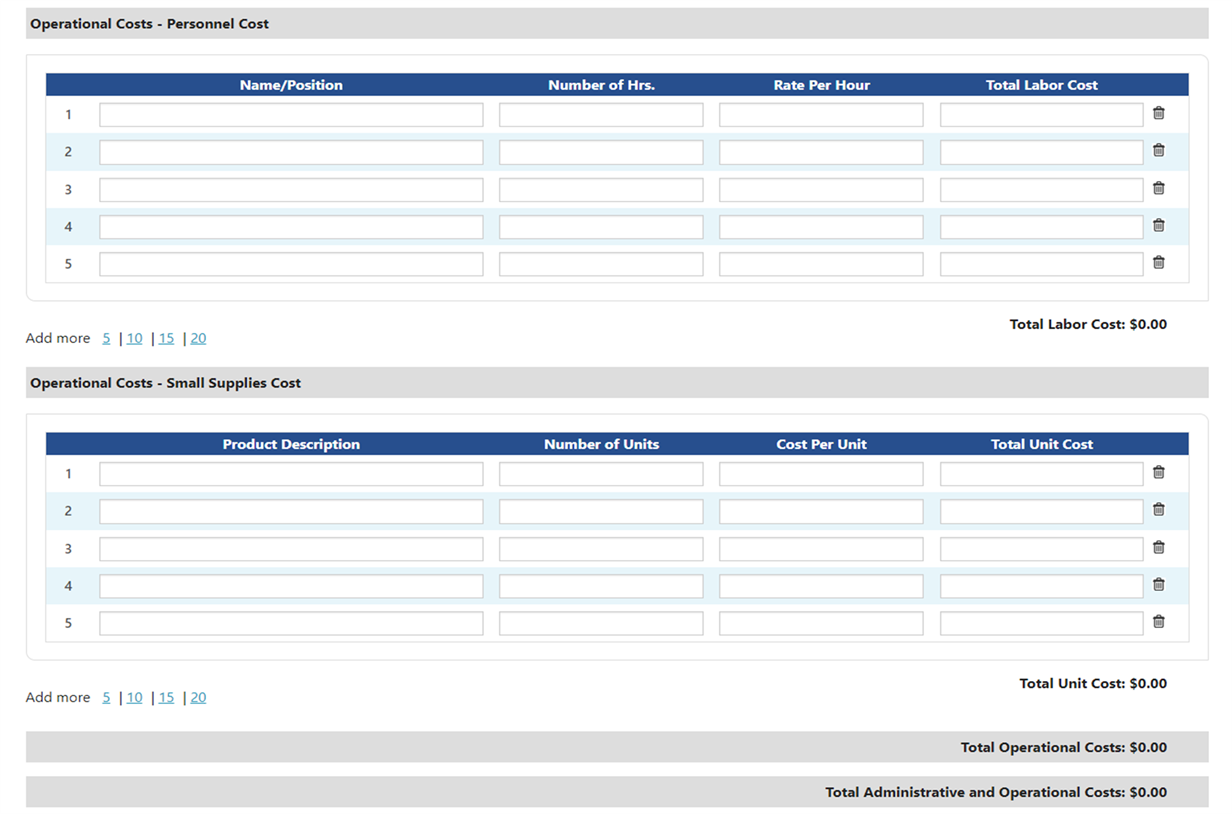 Operational Costs - Personnel Cost
Name/Position Number of Hrs. Rate Per Hour Total Labor Cost
1
2
3
4
5
Total Labor Cost: $0.00
Add more 5 | 10 | 15 | 20
Operational Costs - Small Supplies Cost
Product Description Number of Units Cost Per Unit Total Unit Cost
1
2
3
4
5
Total Unit Cost: $0.00
Add more 5 | 10 | 15 | 20
Total Operational Costs: $0.00
Total Administrative and Operational Costs: $0.00